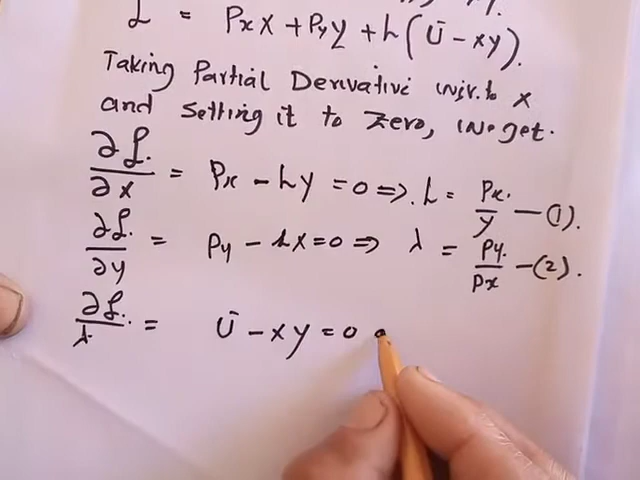 L = Pxx + Pyy + λ(Ū - xy).
Taking Partial Derivative w.r.to x
and setting it to zero, we get.
∂L/∂x = Px - λy = 0 ⇒ λ = Px/y - (1).
∂L/∂y = Py - λx = 0 ⇒ λ = Py/Px - (2).
∂L/λ = Ū - xy = 0